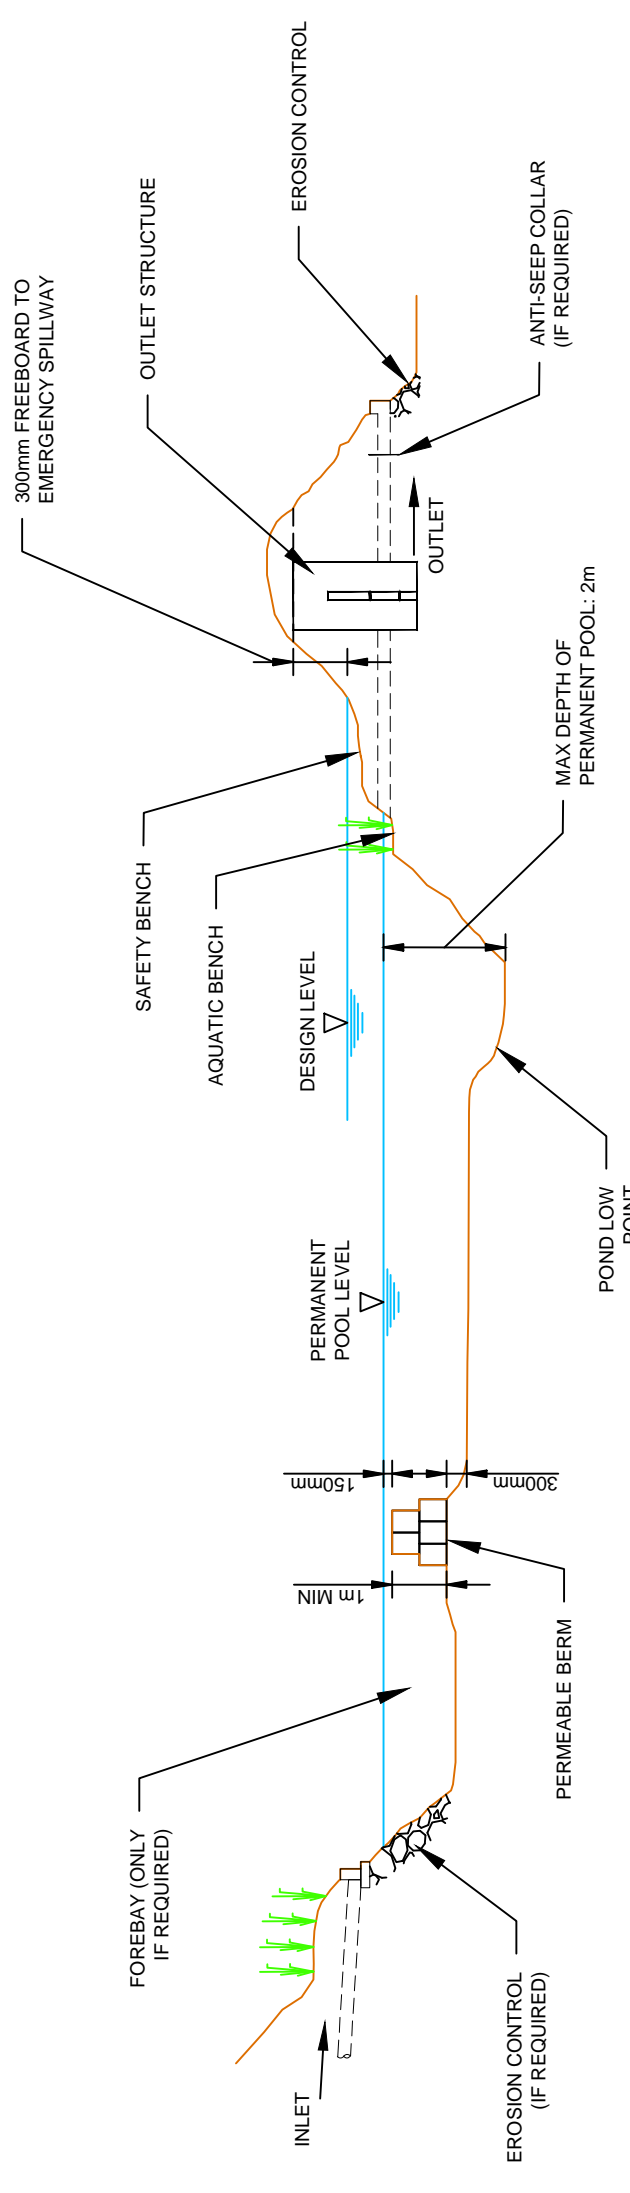 INLET
EROSION CONTROL
(IF REQUIRED)
FOREBAY (ONLY
IF REQUIRED)
PERMEABLE BERM
1m MIN
150mm
300mm
PERMANENT
POOL LEVEL
POND LOW
POINT
DESIGN LEVEL
AQUATIC BENCH
SAFETY BENCH
MAX DEPTH OF
PERMANENT POOL: 2m
300mm FREEBOARD TO
EMERGENCY SPILLWAY
OUTLET STRUCTURE
OUTLET
ANTI-SEEP COLLAR
(IF REQUIRED)
EROSION CONTROL